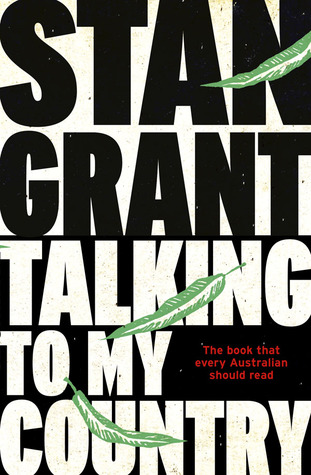 STAN
GRANT
TALKING
TO MY
The book that
every Australian
should read
COUNTRY